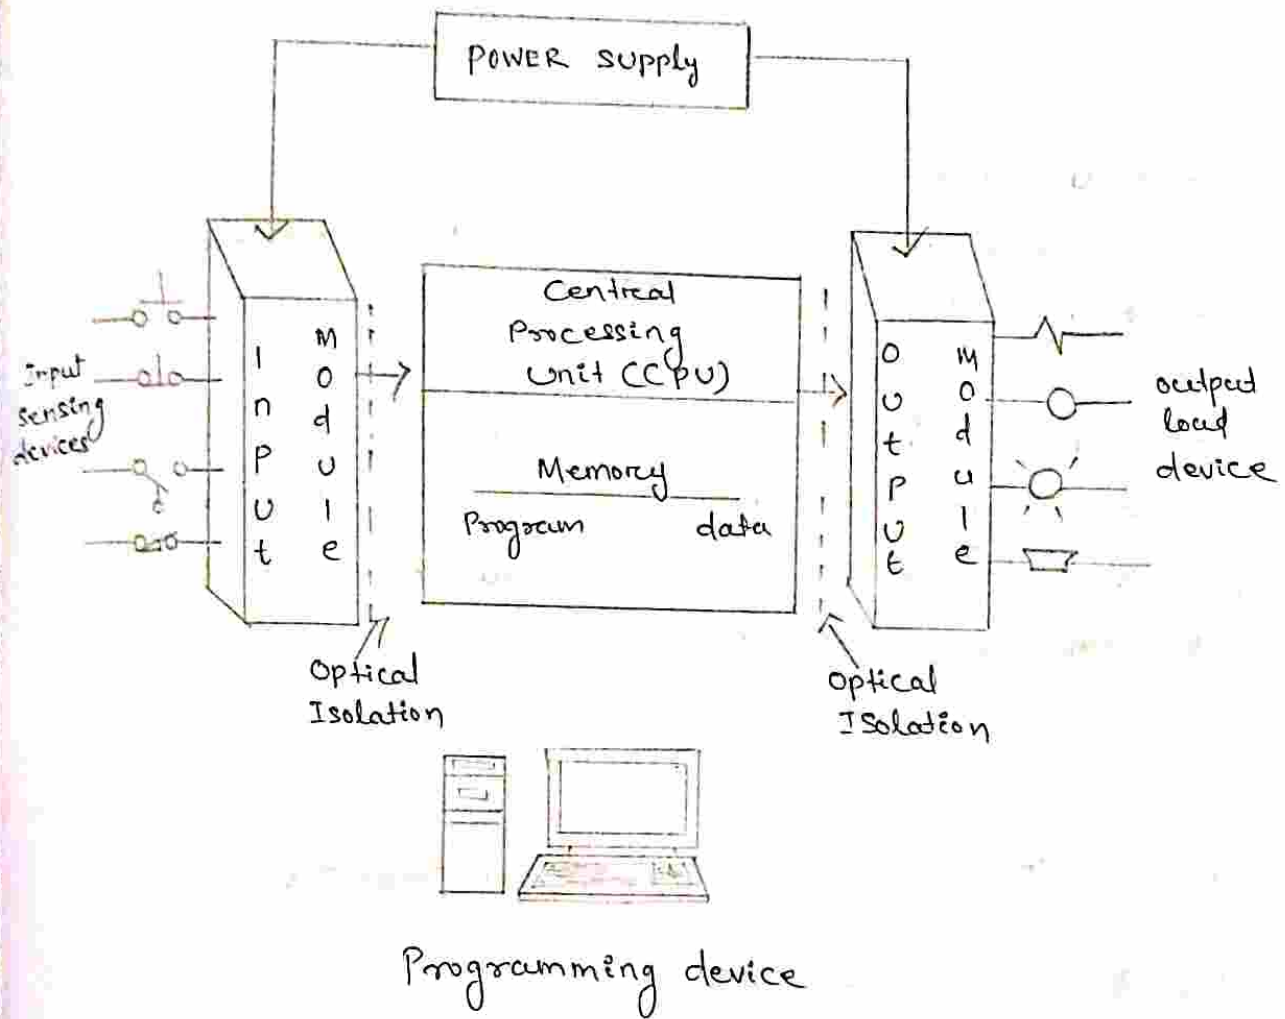 POWER Supply
Input
Sensing
devices
Input
Module
Centreal
Processing
Unit (CPU)
Memory
Program data
Output
Module
output
load
device
Optical
Isolation
Optical
Isolation
Programming device